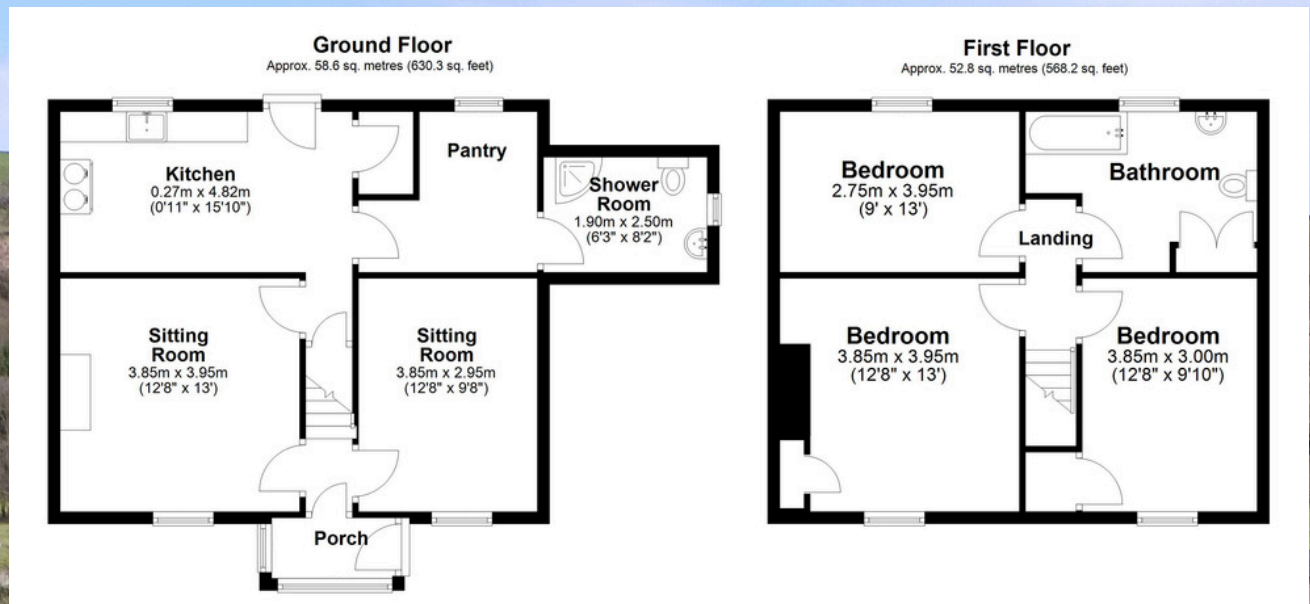 Ground Floor
Approx. 58.6 sq. metres (630.3 sq. feet)
Kitchen
0.27m x 4.82m
(0'11" x 15'10")
Pantry
Shower
Room
1.90m x 2.50m
(6'3" x 8'2")
Sitting
Room
3.85m x 3.95m
(12'8" x 13')
Sitting
Room
3.85m x 2.95m
(12'8" x 9'8")
Porch
First Floor
Approx. 52.8 sq. metres (568.2 sq. feet)
Bedroom
2.75m x 3.95m
(9' x 13')
Bathroom
Landing
Bedroom
3.85m x 3.95m
(12'8" x 13')
Bedroom
3.85m x 3.00m
(12'8" x 9'10")